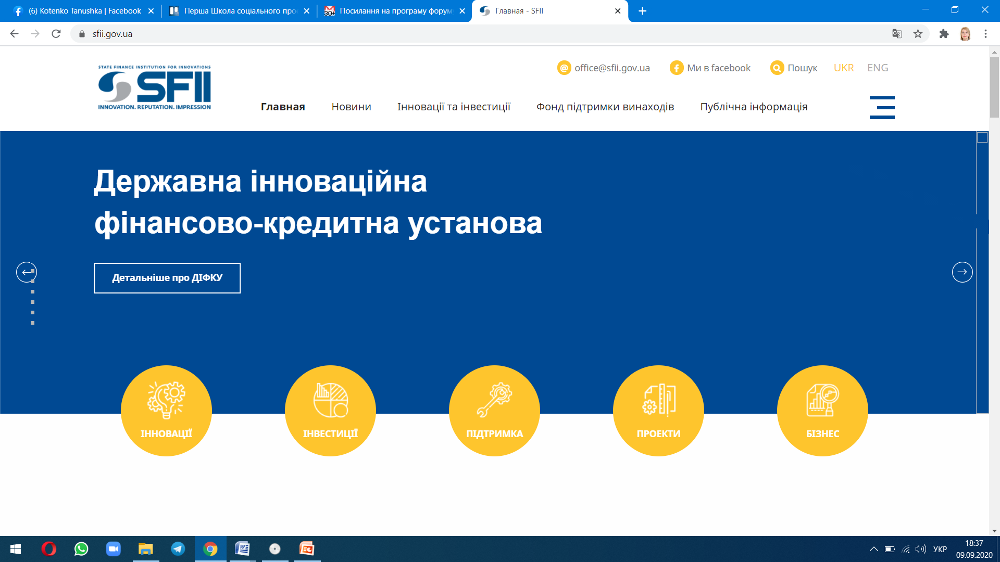 (6) Kotenko Tanushka | Facebook
Перша Школа соціального про
30+
Посилання на програму форум
Главная - SFII
sfii.gov.ua
STATE FINANCE INSTITUTION FOR INNOVATIONS
SFII
INNOVATION. REPUTATION. IMPRESSION
office@sfii.gov.ua
Ми в facebook
Пошук
UKR
ENG
Главная
Новини
Інновації та інвестиції
Фонд підтримки винаходів
Публічна інформація
Державна інноваційна
фінансово-кредитна установа
Детальніше про ДІФКУ
ІННОВАЦІЇ
ІНВЕСТИЦІЇ
ПІДТРИМКА
ПРОЕКТИ
БІЗНЕС
УКР
18:37
09.09.2020